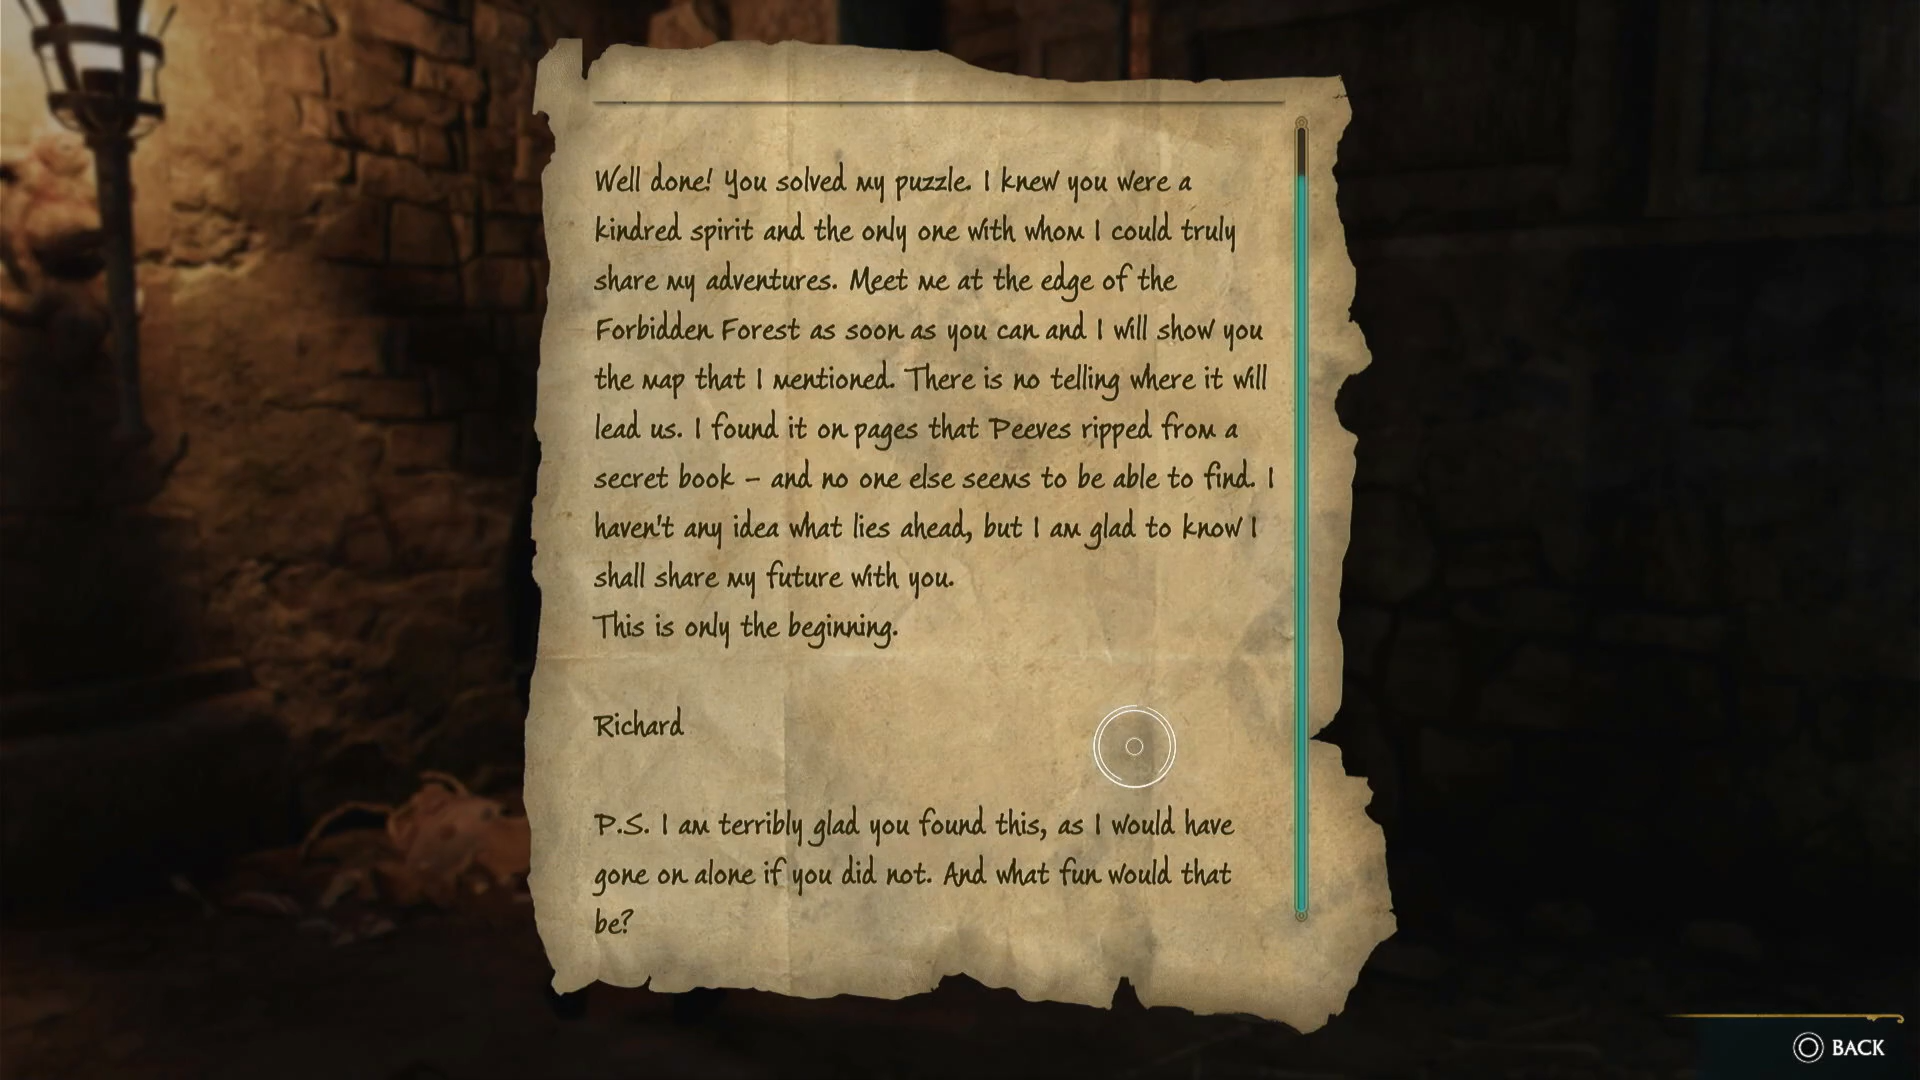 Well done! You solved my puzzle. I knew you were a
kindred spirit and the only one with whom I could truly
share my adventures. Meet me at the edge of the
Forbidden Forest as soon as you can and I will show you
the map that I mentioned. There is no telling where it will
lead us. I found it on pages that Peeves ripped from a
secret book – and no one else seems to be able to find. I
haven't any idea what lies ahead, but I am glad to know I
shall share my future with you.
This is only the beginning.
Richard
P.S. I am terribly glad you found this, as I would have
gone on alone if you did not. And what fun would that
be?
BACK